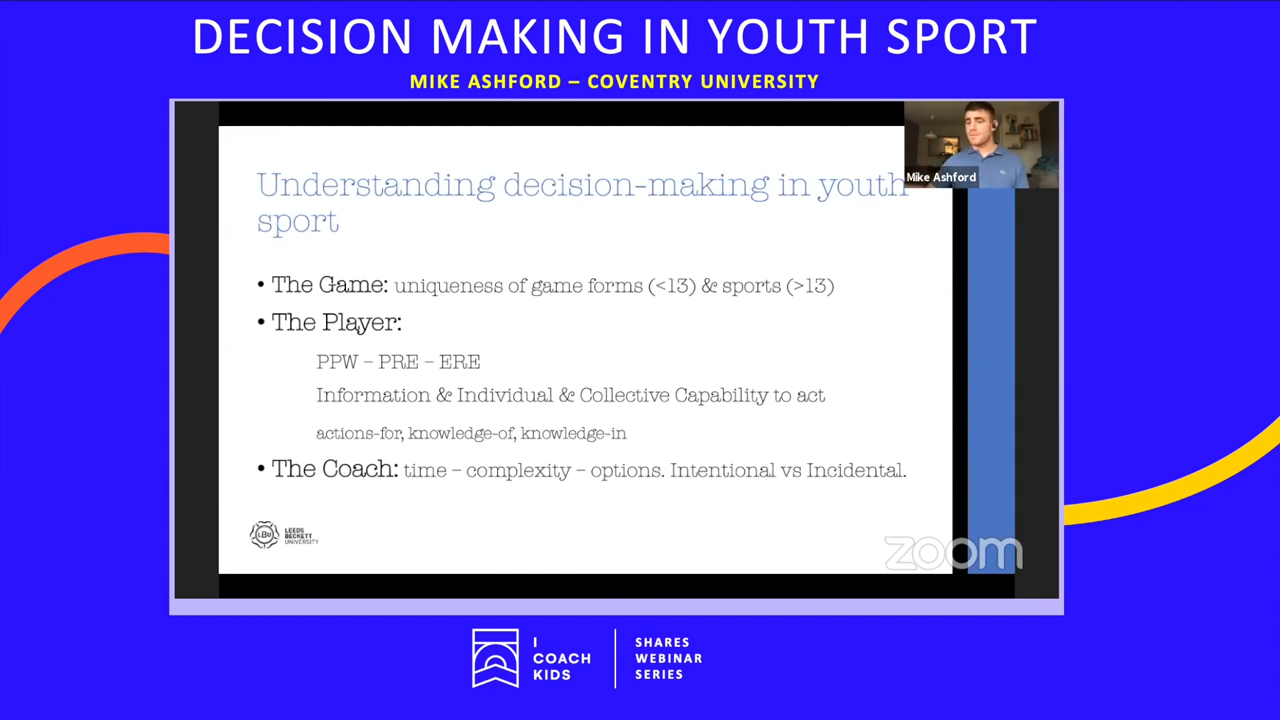 DECISION MAKING IN YOUTH SPORT
MIKE ASHFORD – COVENTRY UNIVERSITY
Mike Ashford
Understanding decision-making in youth
sport
• The Game: uniqueness of game forms (<13) & sports (>13)
• The Player:
PPW – PRE – ERE
Information & Individual & Collective Capability to act
actions-for, knowledge-of, knowledge-in
• The Coach: time – complexity – options. Intentional vs Incidental.
LBU
LEEDS
BECKETT
UNIVERSITY
zoom
I
COACH
KIDS
SHARES
WEBINAR
SERIES